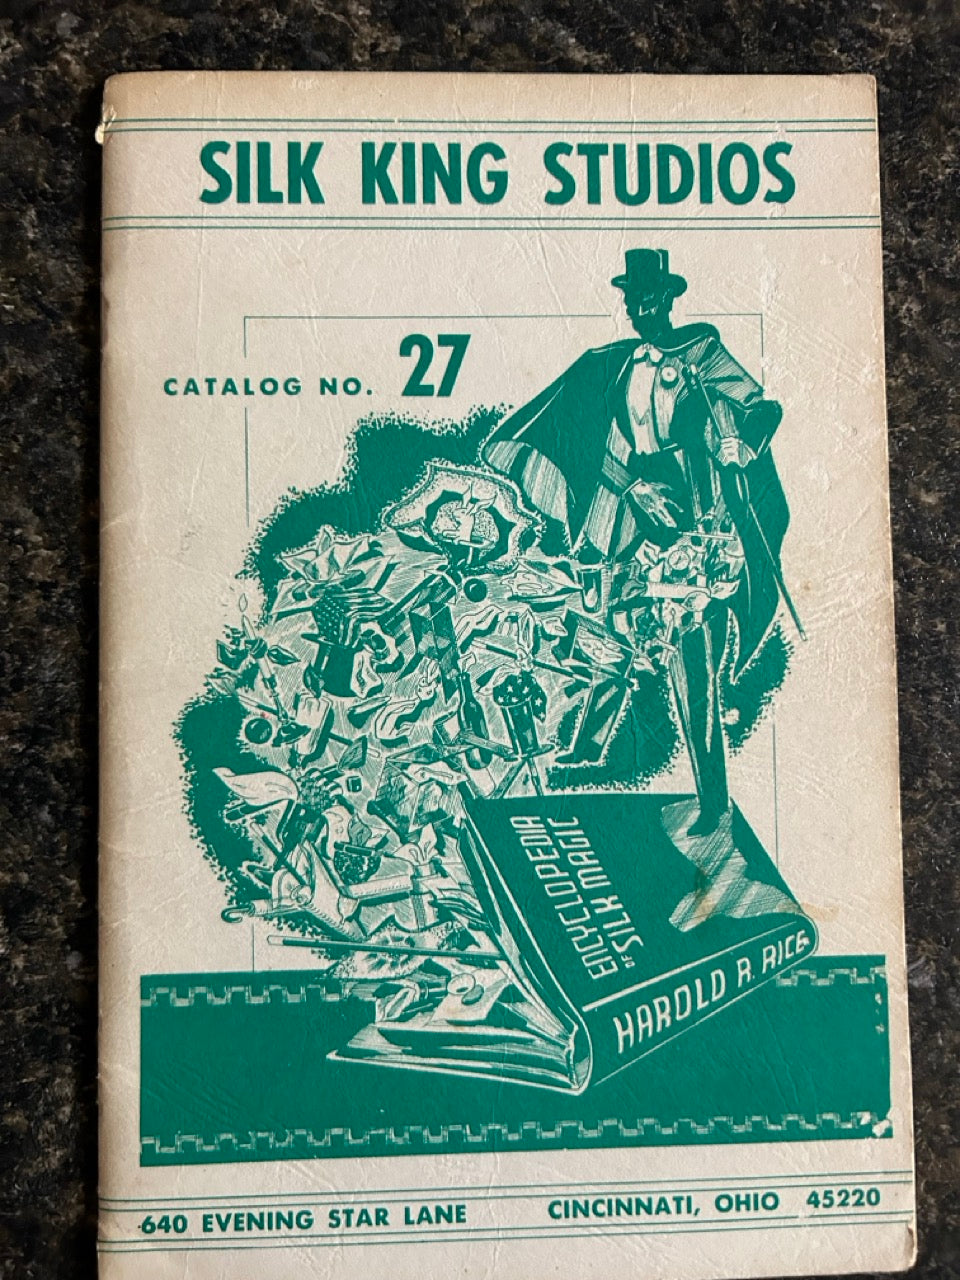 SILK KING STUDIOS
CATALOG NO. 27
ENCYCLOPEDIA
OF SILK MAGIC
HAROLD R. RICE
640 EVENING STAR LANE CINCINNATI, OHIO 45220